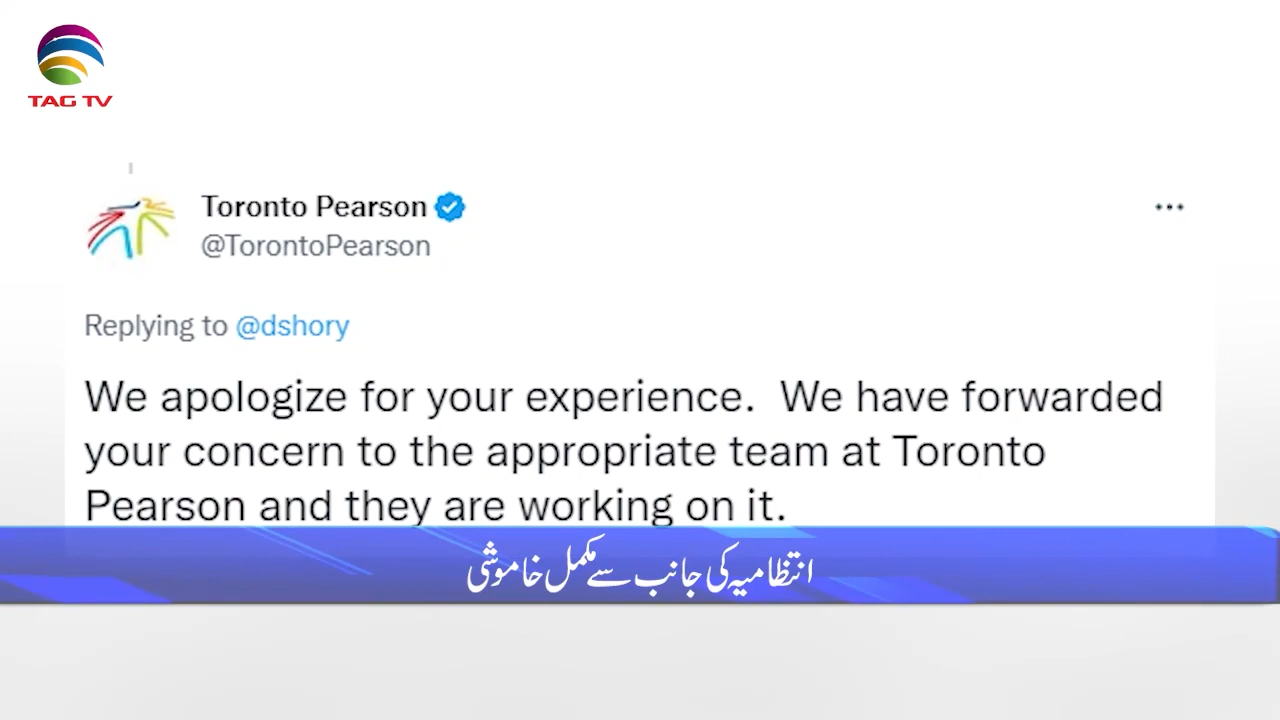 TAG TV
Toronto Pearson
@TorontoPearson
Replying to @dshory
We apologize for your experience.  We have forwarded
your concern to the appropriate team at Toronto
Pearson and they are working on it.
انتظامیہ کی جانب سے مکمل خاموشی